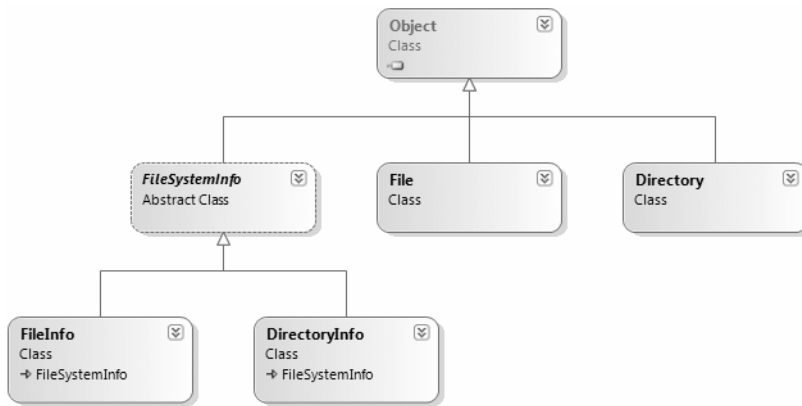 Object
Class
FileSystemInfo
Abstract Class
File
Class
Directory
Class
FileInfo
Class
FileSystemInfo
DirectoryInfo
Class
FileSystemInfo